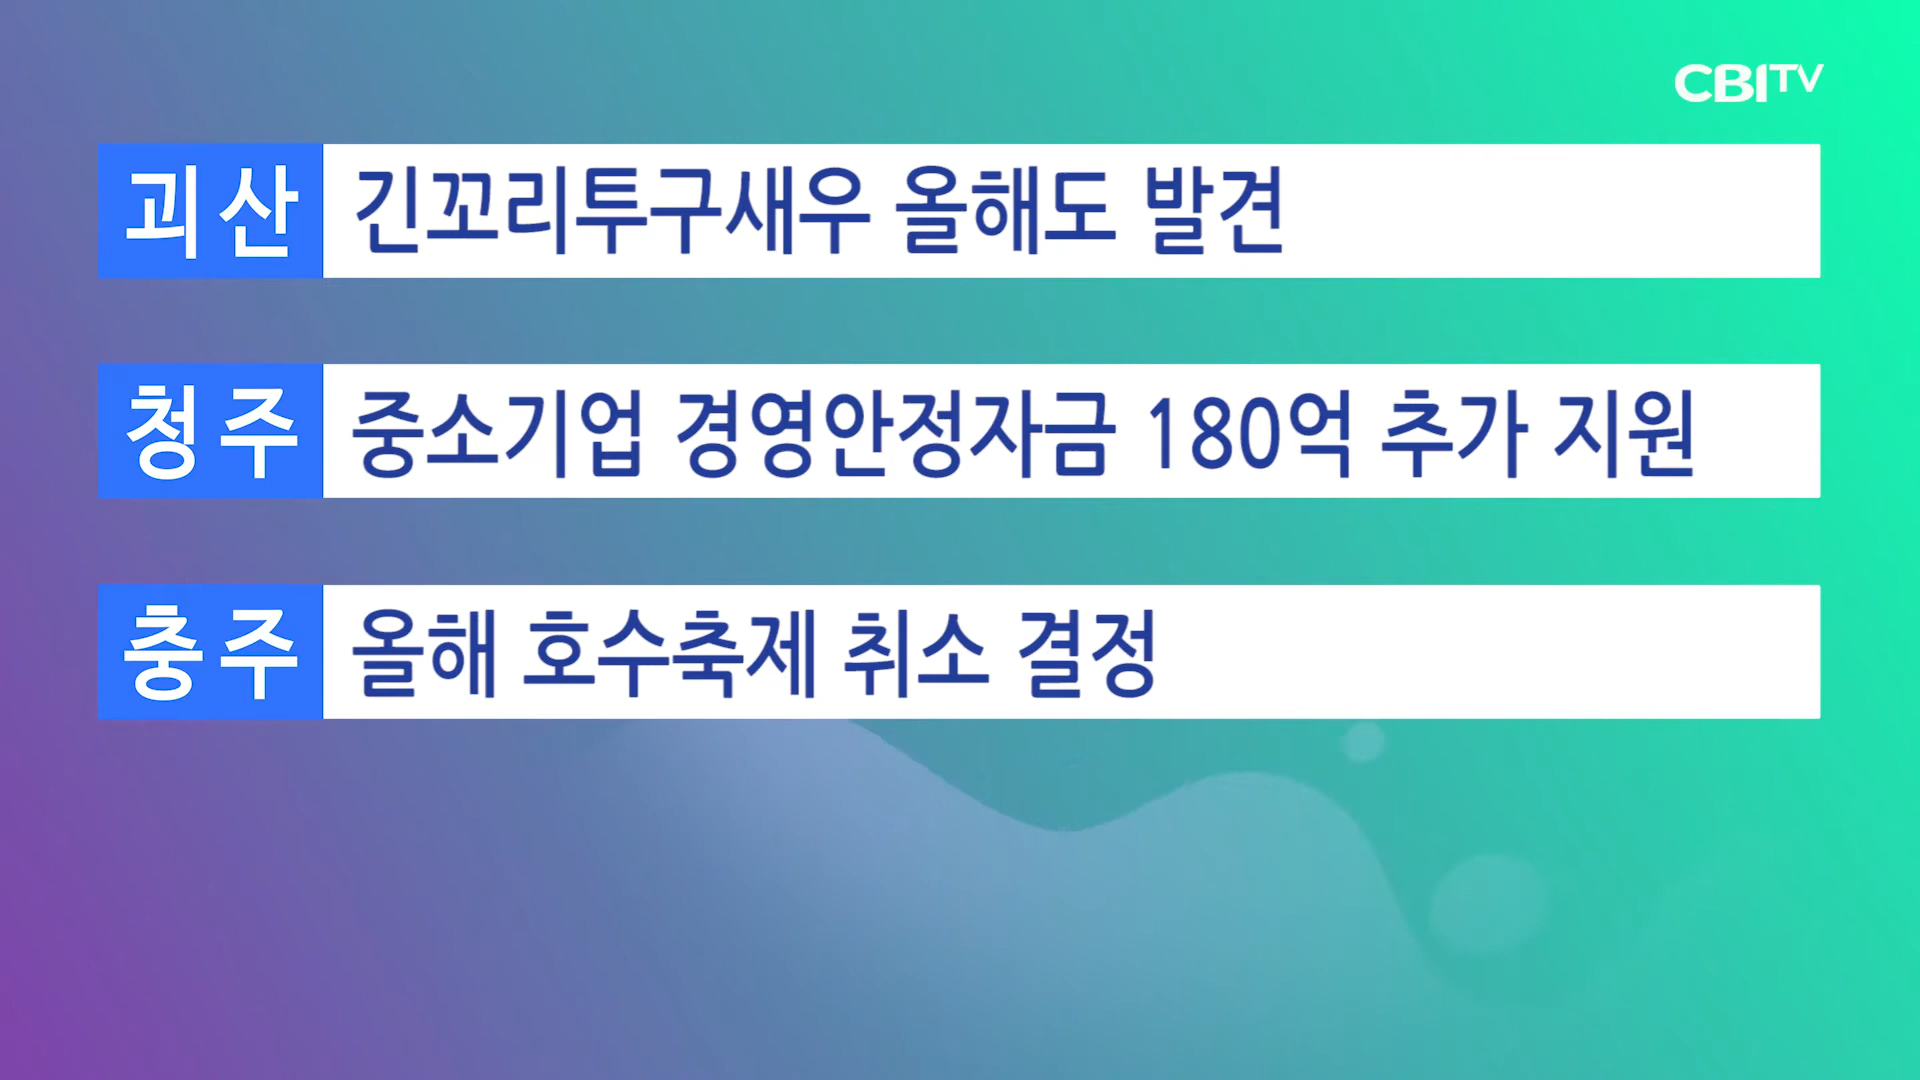 CBITV
괴산 긴꼬리투구새우 올해도 발견
청주 중소기업 경영안정자금 180억 추가 지원
충주 올해 호수축제 취소 결정